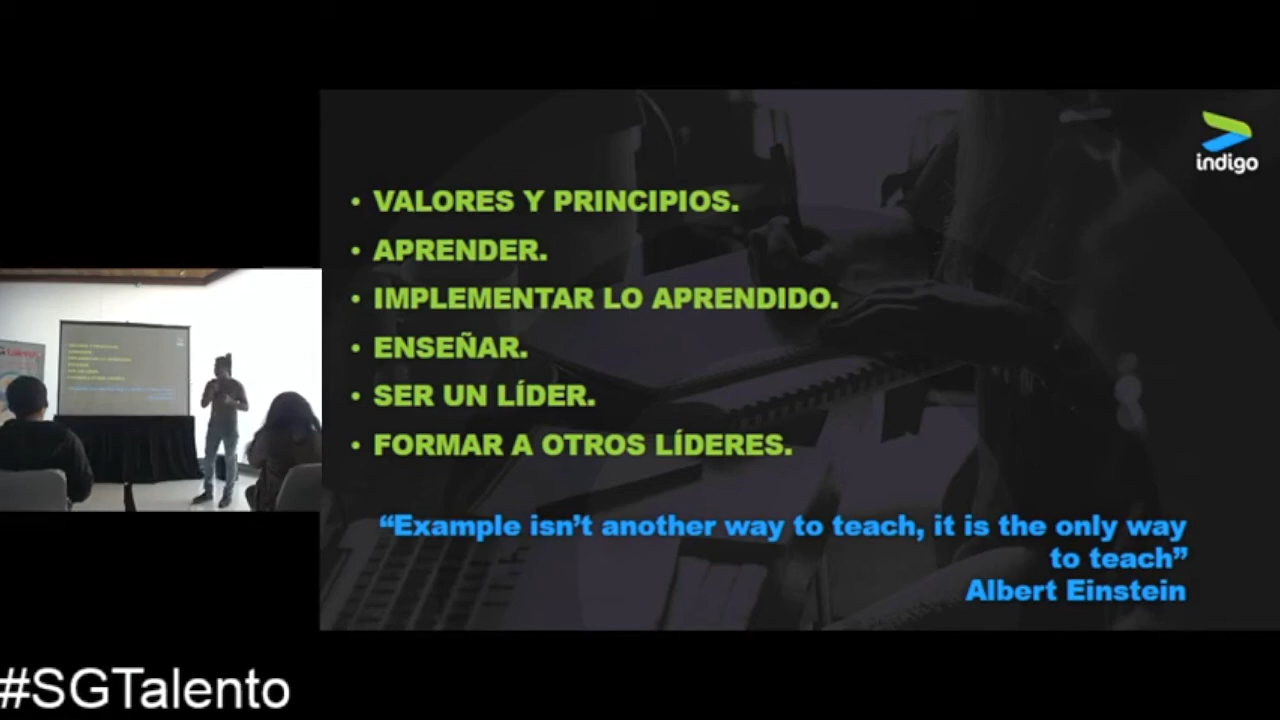 indigo
• VALORES Y PRINCIPIOS.
• APRENDER.
• IMPLEMENTAR LO APRENDIDO.
• ENSEÑAR.
• SER UN LÍDER.
• FORMAR A OTROS LÍDERES.
“Example isn’t another way to teach, it is the only way
to teach”
Albert Einstein
#SGTalento